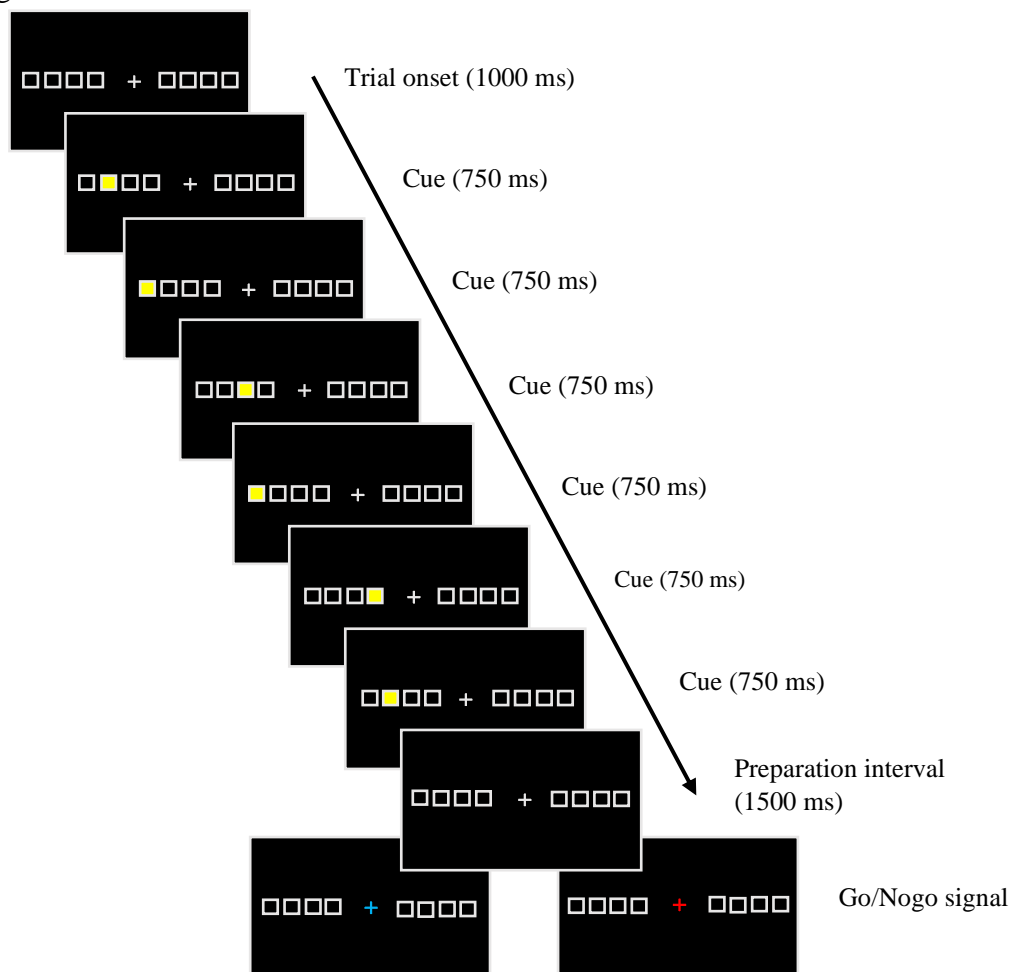 Trial onset (1000 ms)
Cue (750 ms)
Cue (750 ms)
Cue (750 ms)
Cue (750 ms)
Cue (750 ms)
Cue (750 ms)
Preparation interval
(1500 ms)
Go/Nogo signal